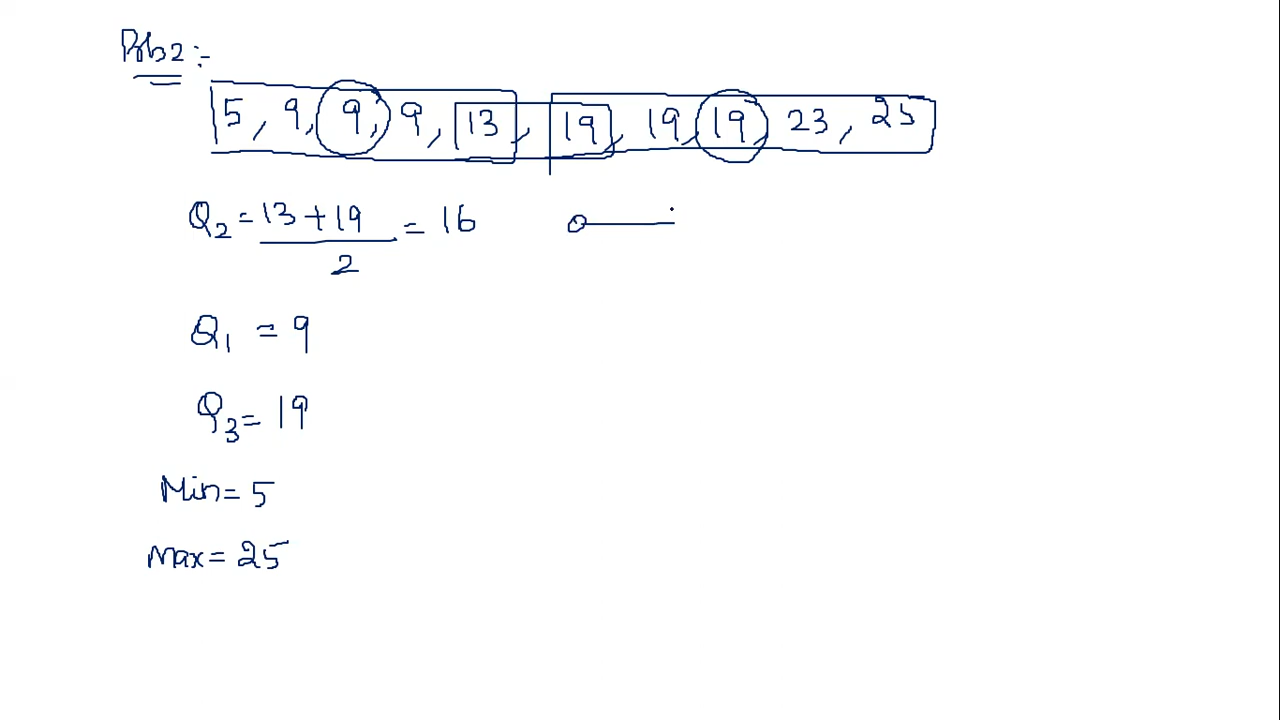 Prb2:-
5, 9, 9, 9, 13, 19, 19, 19, 23, 25
Q₂ = 13+19 / 2 = 16
Q₁ = 9
Q₃ = 19
Min = 5
Max = 25